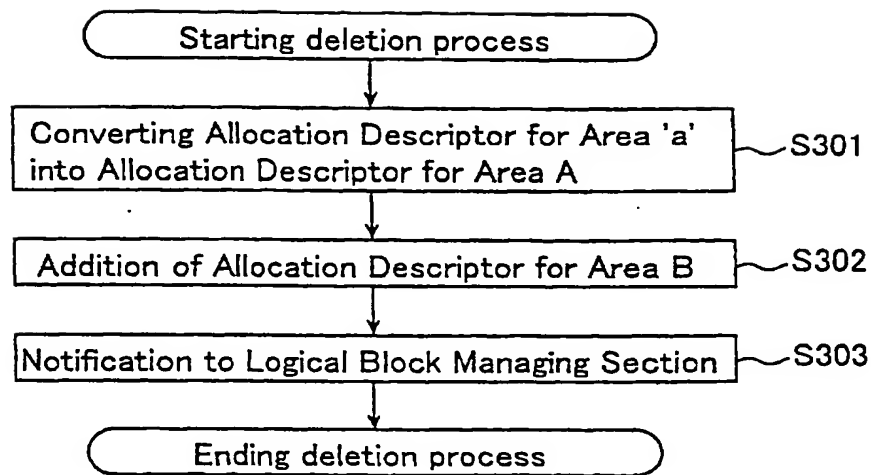 Starting deletion process
Converting Allocation Descriptor for Area 'a'
into Allocation Descriptor for Area A
S301
Addition of Allocation Descriptor for Area B
S302
Notification to Logical Block Managing Section
S303
Ending deletion process